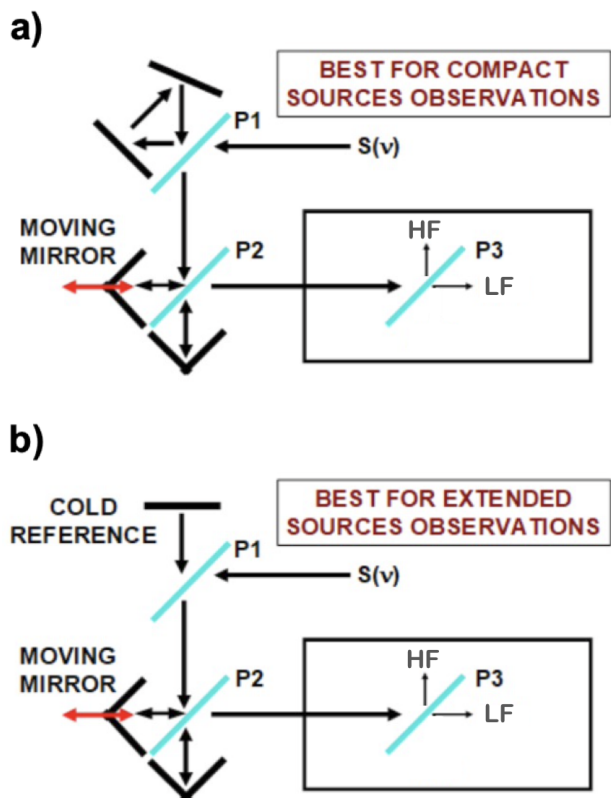 a)
BEST FOR COMPACT
SOURCES OBSERVATIONS
P1
S(ν)
MOVING
MIRROR
P2
HF
P3
LF
b)
COLD
REFERENCE
BEST FOR EXTENDED
SOURCES OBSERVATIONS
P1
S(ν)
MOVING
MIRROR
P2
HF
P3
LF